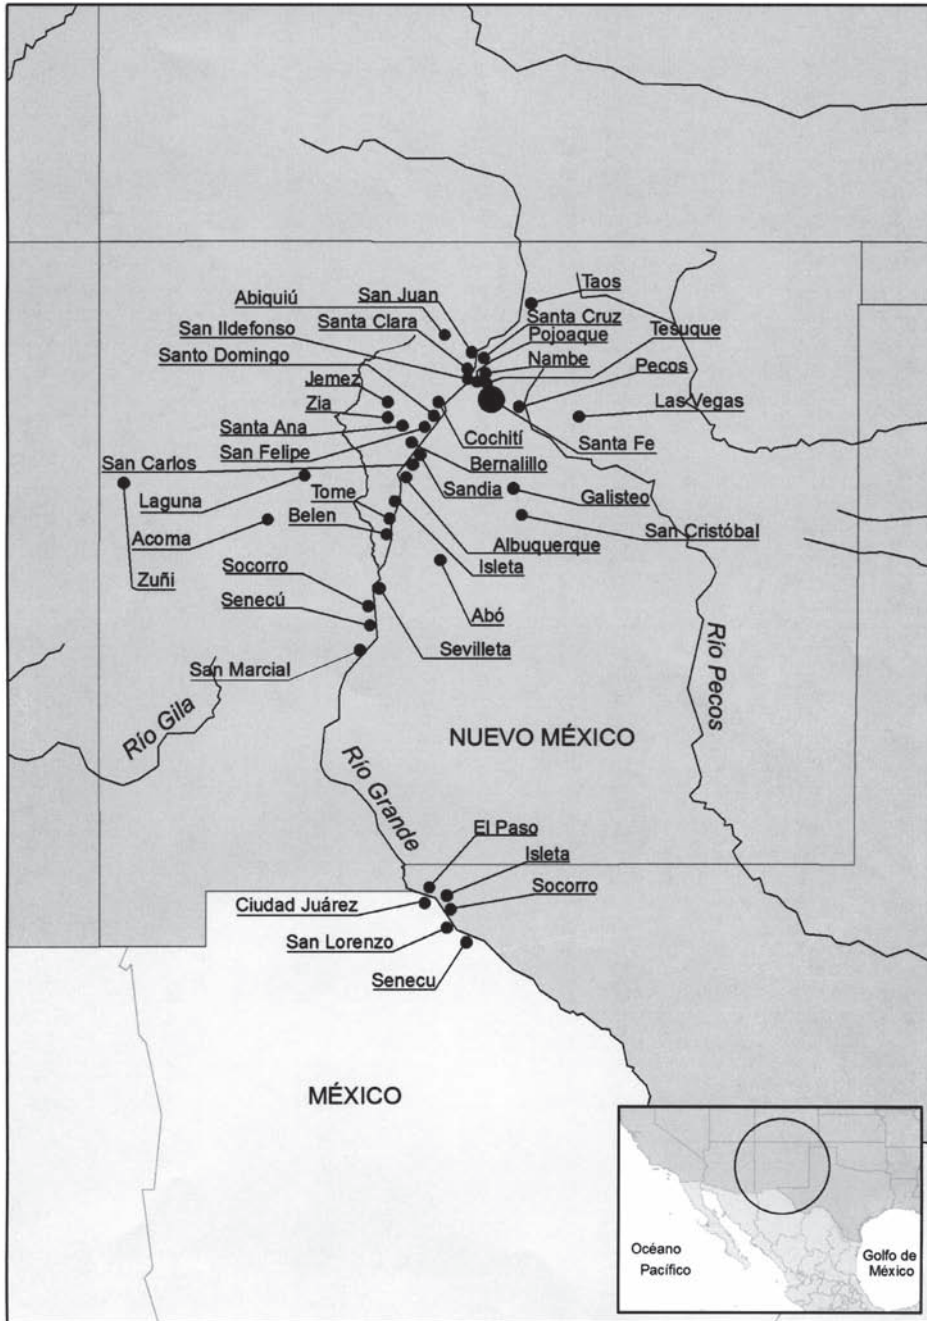 Taos
San Juan
Abiquiú
Santa Cruz
Santa Clara
San Ildefonso
Pojoaque
Tesuque
Santo Domingo
Nambe
Pecos
Jemez
Zia
Las Vegas
Santa Ana
Cochití
Santa Fe
San Felipe
Bernalillo
San Carlos
Sandia
Galisteo
Laguna
Tome
San Cristóbal
Belen
Acoma
Albuquerque
Isleta
Zuñi
Socorro
Senecú
Abó
Sevilleta
San Marcial
Río Pecos
Río Gila
NUEVO MÉXICO
Río Grande
El Paso
Isleta
Socorro
Ciudad Juárez
San Lorenzo
Senecu
MÉXICO
Océano
Pacífico
Golfo de
México